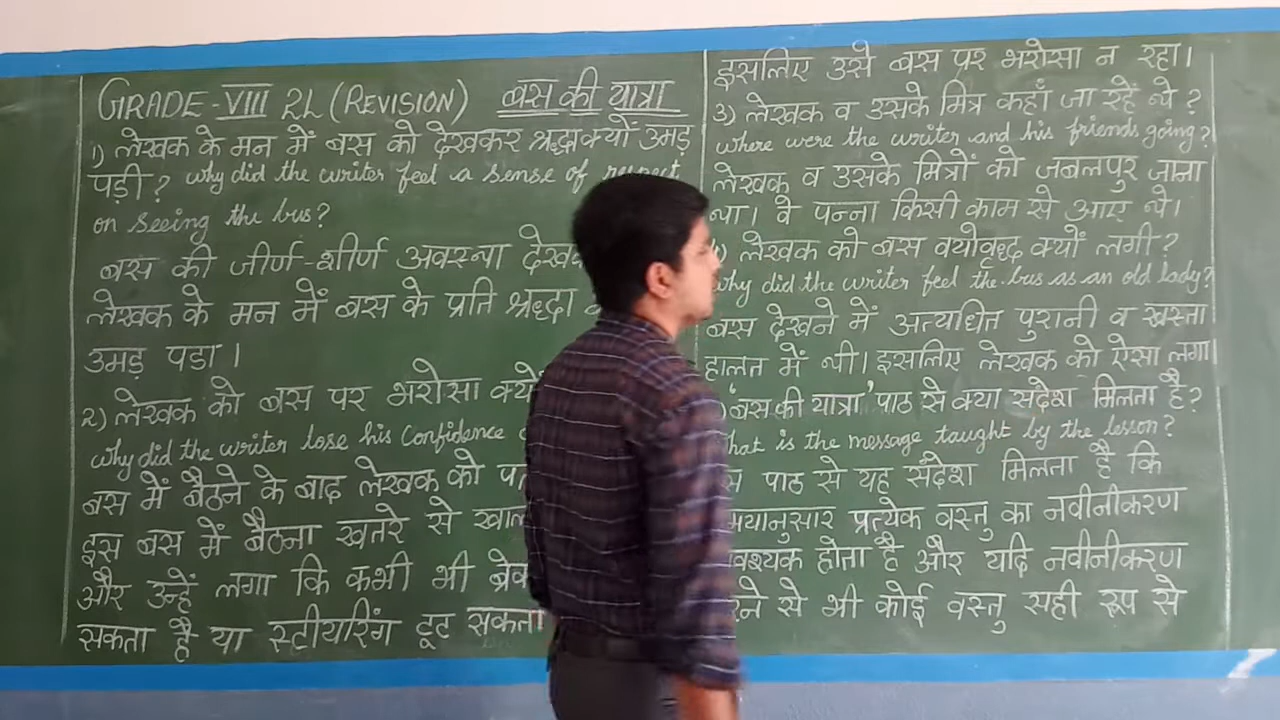 GRADE-VIII 2L (REVISION) बस की यात्रा
1) लेखक के मन में बस को देखकर श्रद्धा क्यों उमड़
पड़ी? why did the writer feel a sense of respect
on seeing the bus?
बस की जीर्ण-शीर्ण अवस्था
लेखक के मन में बस के प्रति श्रद्धा
उमड़ पडा।
2) लेखक को बस पर भरोसा
why did the writer lose his confidence
बस में बैठने के बाद लेखक को
इस बस में बैठना खतरे से
और उन्हें लगा कि कभी भी
सकता है या स्टीयरिंग टूट सकता
इसलिए उसे बस पर भरोसा न रहा।
3) लेखक व उसके मित्र कहाँ जा रहें थे?
where were the writer and his friends going?
लेखक व उसके मित्रों को जबलपुर जाना
था। वे पन्ना किसी काम से आए थे।
लेखक को बस वयोवृध्द क्यों लगी?
why did the writer feel the bus as an old lady?
बस देखने में अत्यधित पुरानी व खस्ता
हालत में थी। इसलिए लेखक को ऐसा लगा।
'बस की यात्रा' पाठ से क्या संदेश मिलता है?
is the message taught by the lesson?
पाठ से यह संदेश मिलता है कि
प्रत्येक वस्तु का नवीनीकरण
होता है और यदि नवीनीकरण
से भी कोई वस्तु सही रूप से